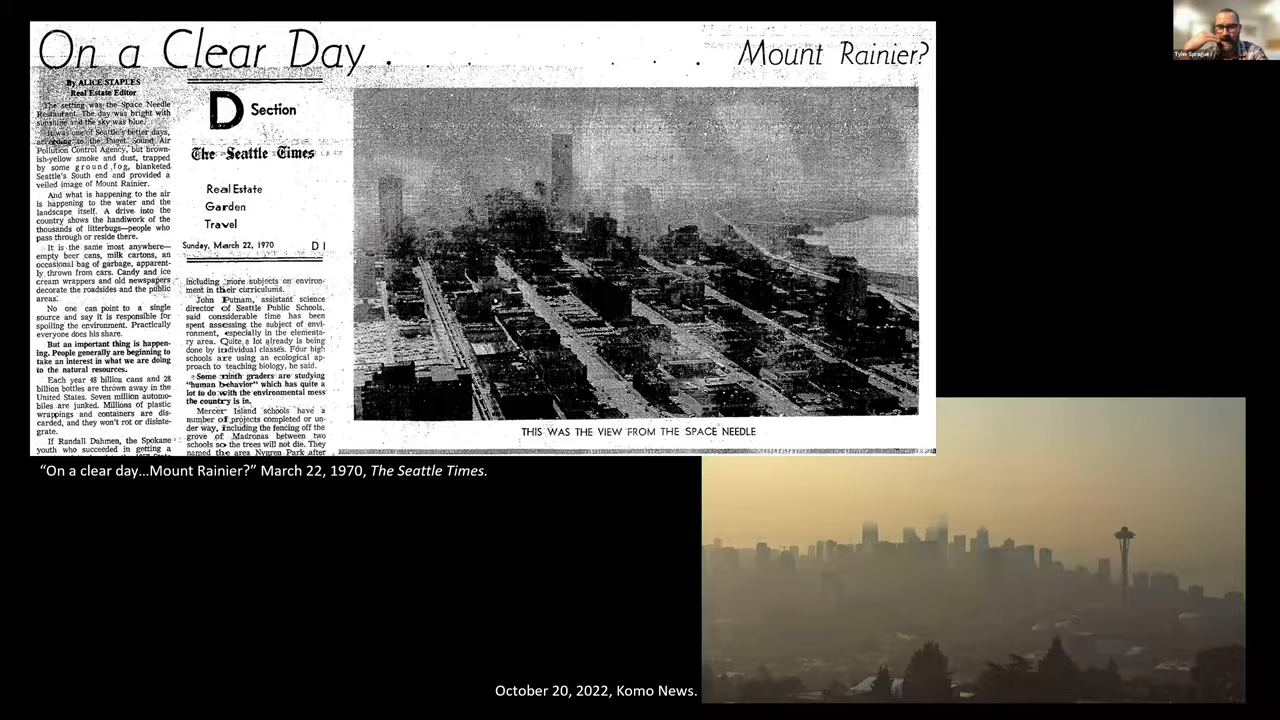 On a Clear Day . . . . . . Mount Rainier?
By ALICE STAPLES
Real Estate Editor
The setting was the Space Needle
Restaurant. The day was bright with
sunshine and the sky was blue.
It was one of Seattle's better days,
according to the Puget Sound Air
Pollution Control Agency, but brown-
ish-yellow smoke and dust, trapped
by some ground fog, blanketed
Seattle's South end and provided a
veiled image of Mount Rainier.
And what is happening to the air
is happening to the water and the
landscape itself. A drive into the
country shows the handiwork of the
thousands of litterbugs—people who
pass through or reside there.
It is the same most anywhere—
empty beer cans, milk cartons, an
occasional bag of garbage, apparent-
ly thrown from cars. Candy and ice
cream wrappers and old newspapers
decorate the roadsides and the public
areas.
No one can point to a single
source and say it is responsible for
spoiling the environment. Practically
everyone does his share.
But an important thing is happen-
ing. People generally are beginning to
take an interest in what we are doing
to the natural resources.
Each year 48 billion cans and 28
billion bottles are thrown away in the
United States. Seven million automo-
biles are junked. Millions of plastic
wrappings and containers are dis-
carded, and they won't rot or disinte-
grate.
If Randall Dahmen, the Spokane
youth who succeeded in getting a
D Section
The Seattle Times
Real Estate
Garden
Travel
Sunday, March 22, 1970 D 1
including more subjects on environ-
ment in their curriculums.
John Putnam, assistant science
director of Seattle Public Schools,
said considerable time has been
spent assessing the subject of envi-
ronment, especially in the elementa-
ry area. Quite a lot already is being
done by individual classes. Four high
schools are using an ecological ap-
proach to teaching biology, he said.
Some ninth graders are studying
"human behavior" which has quite a
lot to do with the environmental mess
the country is in.
Mercer Island schools have a
number of projects completed or un-
der way, including the fencing off the
grove of Madronas between two
schools so the trees will not die. They
named the area Nygren Park after
THIS WAS THE VIEW FROM THE SPACE NEEDLE
“On a clear day…Mount Rainier?” March 22, 1970, The Seattle Times.
October 20, 2022, Komo News.
Tyler Sprague